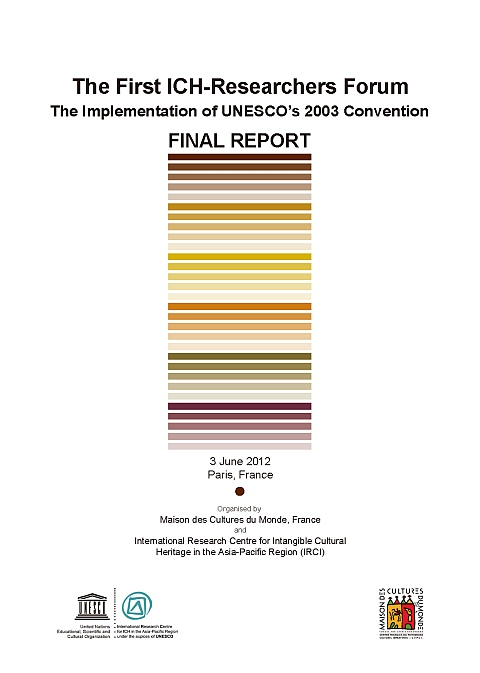 The First ICH-Researchers Forum
The Implementation of UNESCO's 2003 Convention
FINAL REPORT
3 June 2012
Paris, France
Organised by
Maison des Cultures du Monde, France
and
International Research Centre for Intangible Cultural
Heritage in the Asia-Pacific Region (IRCI)
UNESCO
United Nations
Educational, Scientific and
Cultural Organization
International Research Centre
for ICH in the Asia-Pacific Region
under the auspices of UNESCO
MAISON DES
CULTURES
DU MONDE